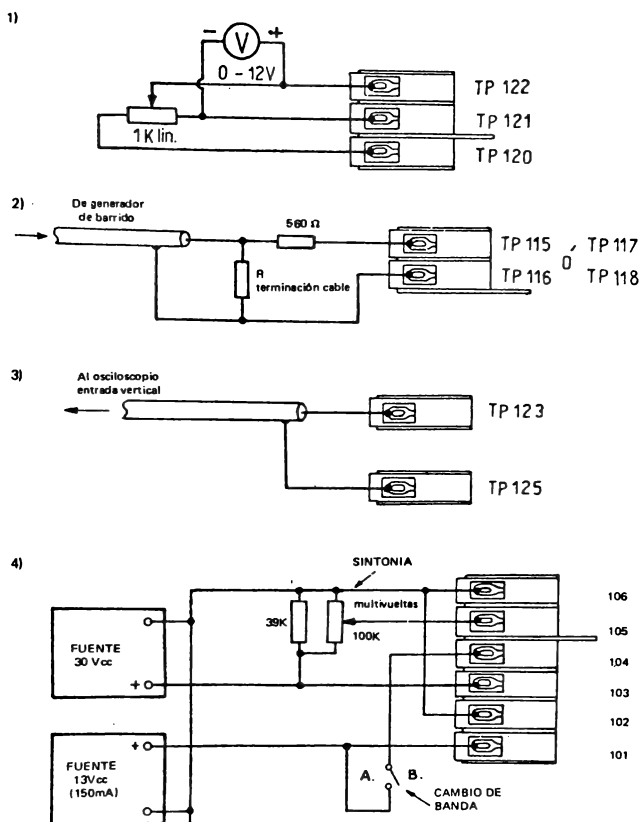 1)
− V +
0 − 12V
1K lin.
TP 122
TP 121
TP 120
2)
De generador
de barrido
560 Ω
R
terminación cable
TP 115 Ó TP 117
TP 116 TP 118
3)
Al osciloscopio
entrada vertical
TP 123
TP 125
4)
SINTONIA
multivueltas
39K
100K
FUENTE
30 Vcc
+
FUENTE
13Vcc
(150mA)
+
A. B.
CAMBIO DE
BANDA
106
105
104
103
102
101